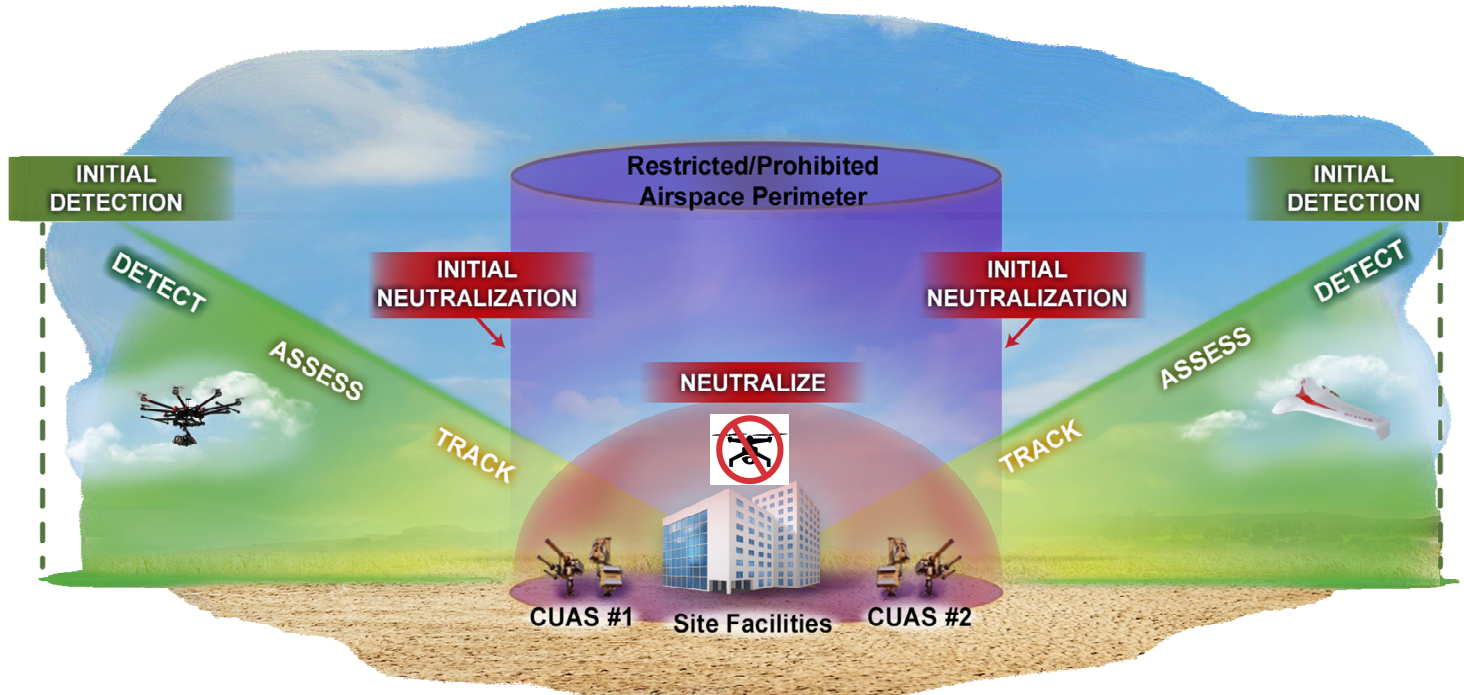 Restricted/Prohibited
Airspace Perimeter
INITIAL
DETECTION
INITIAL
DETECTION
DETECT
ASSESS
TRACK
INITIAL
NEUTRALIZATION
INITIAL
NEUTRALIZATION
DETECT
ASSESS
TRACK
NEUTRALIZE
CUAS #1
Site Facilities
CUAS #2